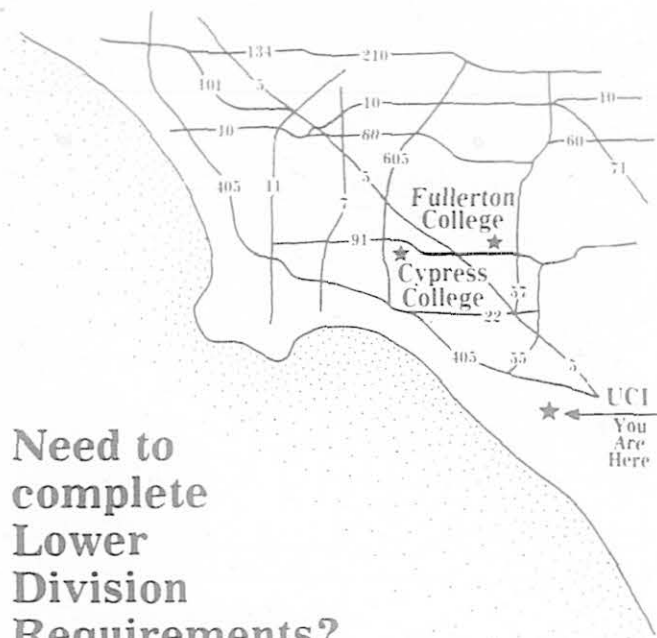 134
210
101
5
10
10
10
60
60
605
71
405
11
7
5
Fullerton
College
91
Cypress
College
57
22
405
55
5
UCI
You
Are
Here
Need to
complete
Lower
Division
Requirements?